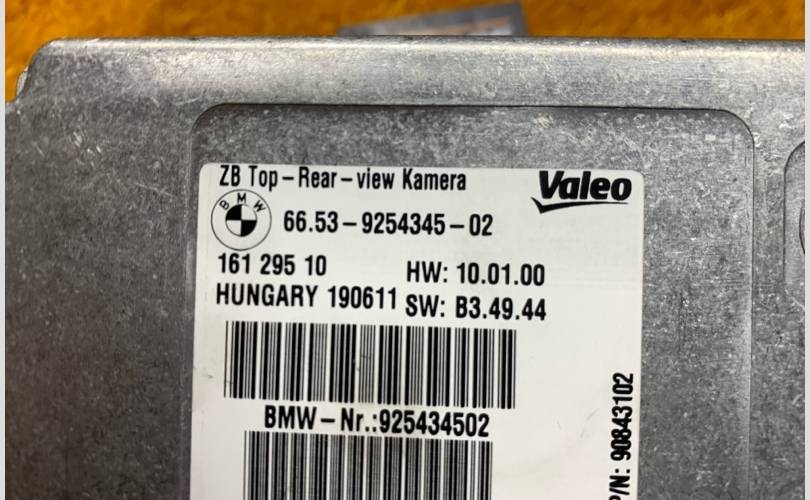 ZB Top-Rear-view Kamera
Valeo
BMW
66.53-9254345-02
161 295 10
HW: 10.01.00
HUNGARY 190611
SW: B3.49.44
BMW-Nr.:925434502
P/N: 90843102